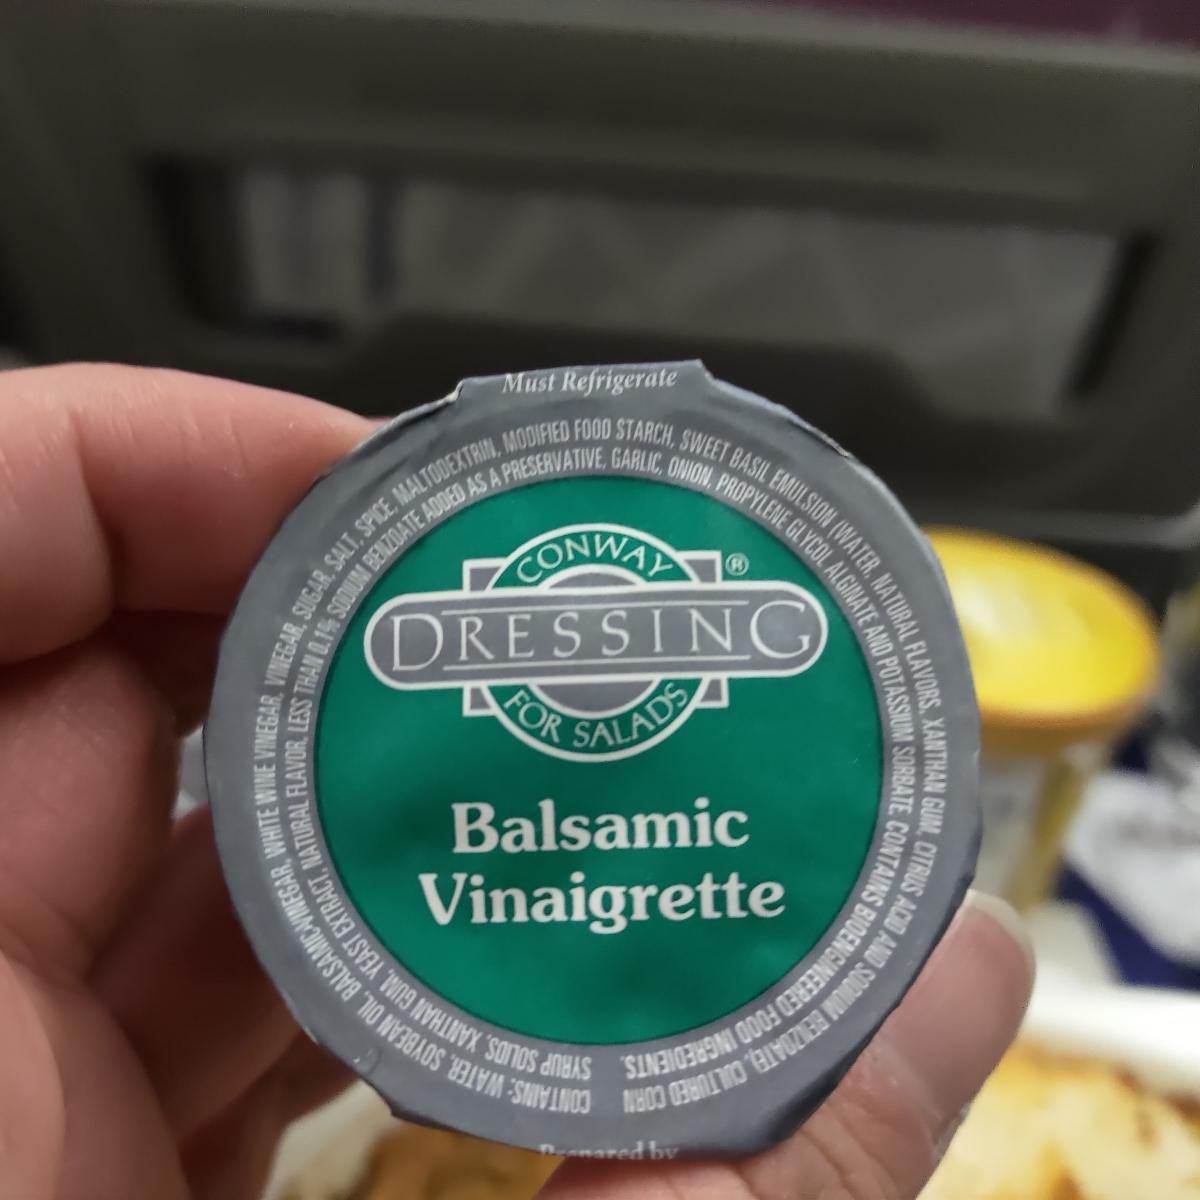 Must Refrigerate
CONTAINS: WATER, SOYBEAN OIL, BALSAMIC VINEGAR, WHITE WINE VINEGAR, VINEGAR, SUGAR, SALT, SPICE, MALTODEXTRIN, MODIFIED FOOD STARCH, SWEET BASIL EMULSION (WATER, NATURAL FLAVORS, XANTHAN GUM, CITRUS ACID AND SODIUM BENZOATE), CULTURED CORN
SYRUP SOLIDS, XANTHAN GUM, YEAST EXTRACT, NATURAL FLAVOR, LESS THAN 0.1% SODIUM BENZOATE ADDED AS A PRESERVATIVE, GARLIC, ONION, PROPYLENE GLYCOL ALGINATE AND POTASSIUM SORBATE. CONTAINS BIOENGINEERED FOOD INGREDIENTS.
CONWAY ®
DRESSING
FOR SALADS
Balsamic
Vinaigrette
Prepared by